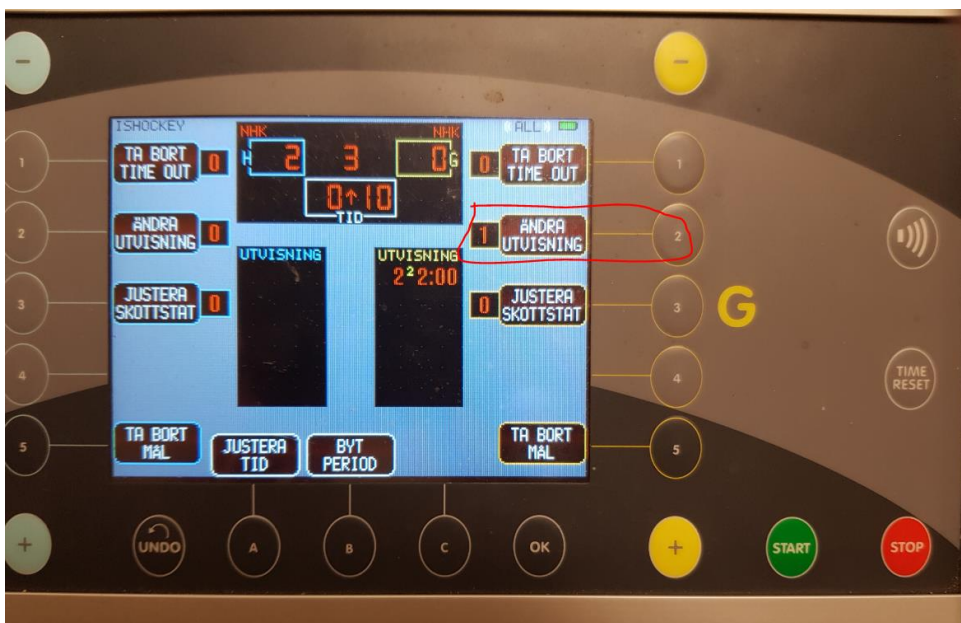 -
-
ISHOCKEY
NHK
NHK
ALL
H 2 3 0 G
0↑10
TID
1
TA BORT
TIME OUT
0
0
TA BORT
TIME OUT
1
2
ÄNDRA
UTVISNING
0
1
ÄNDRA
UTVISNING
2
UTVISNING
UTVISNING
2² 2:00
3
JUSTERA
SKOTTSTAT
0
0
JUSTERA
SKOTTSTAT
3
G
4
4
TIME
RESET
5
TA BORT
MÅL
JUSTERA
TID
BYT
PERIOD
TA BORT
MÅL
5
+
UNDO
A
B
C
OK
+
START
STOP